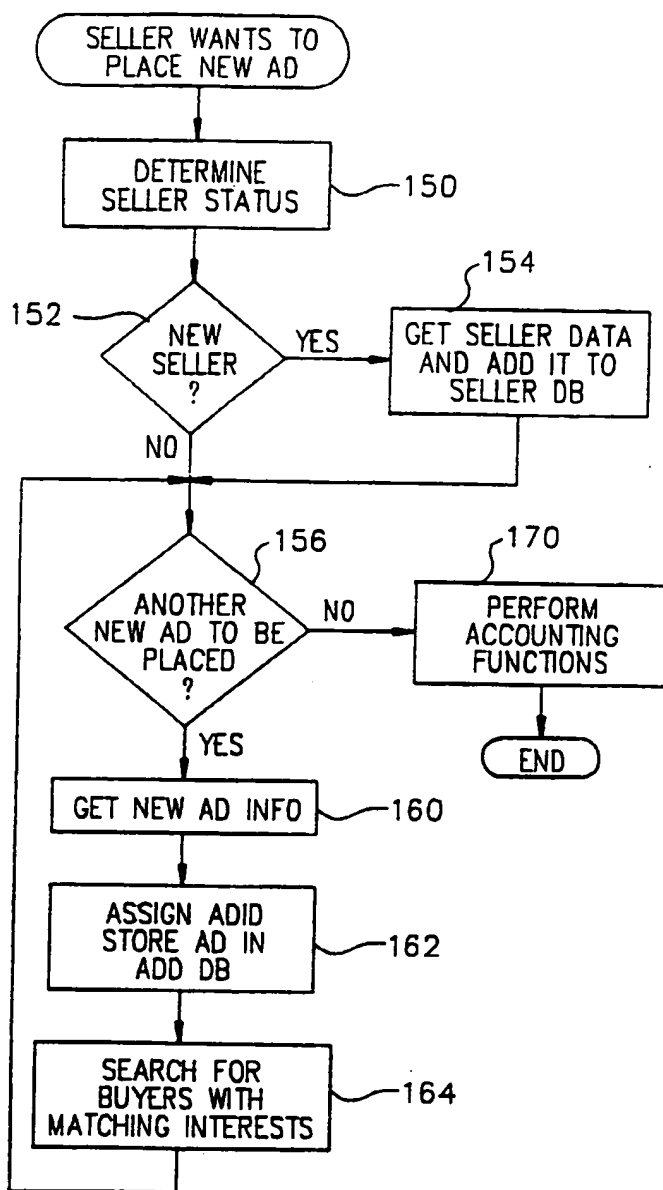 SELLER WANTS TO
PLACE NEW AD
DETERMINE
SELLER STATUS
150
152
NEW
SELLER
?
YES
154
GET SELLER DATA
AND ADD IT TO
SELLER DB
NO
156
ANOTHER
NEW AD TO BE
PLACED
?
NO
170
PERFORM
ACCOUNTING
FUNCTIONS
END
YES
GET NEW AD INFO
160
ASSIGN ADID
STORE AD IN
ADD DB
162
SEARCH FOR
BUYERS WITH
MATCHING INTERESTS
164